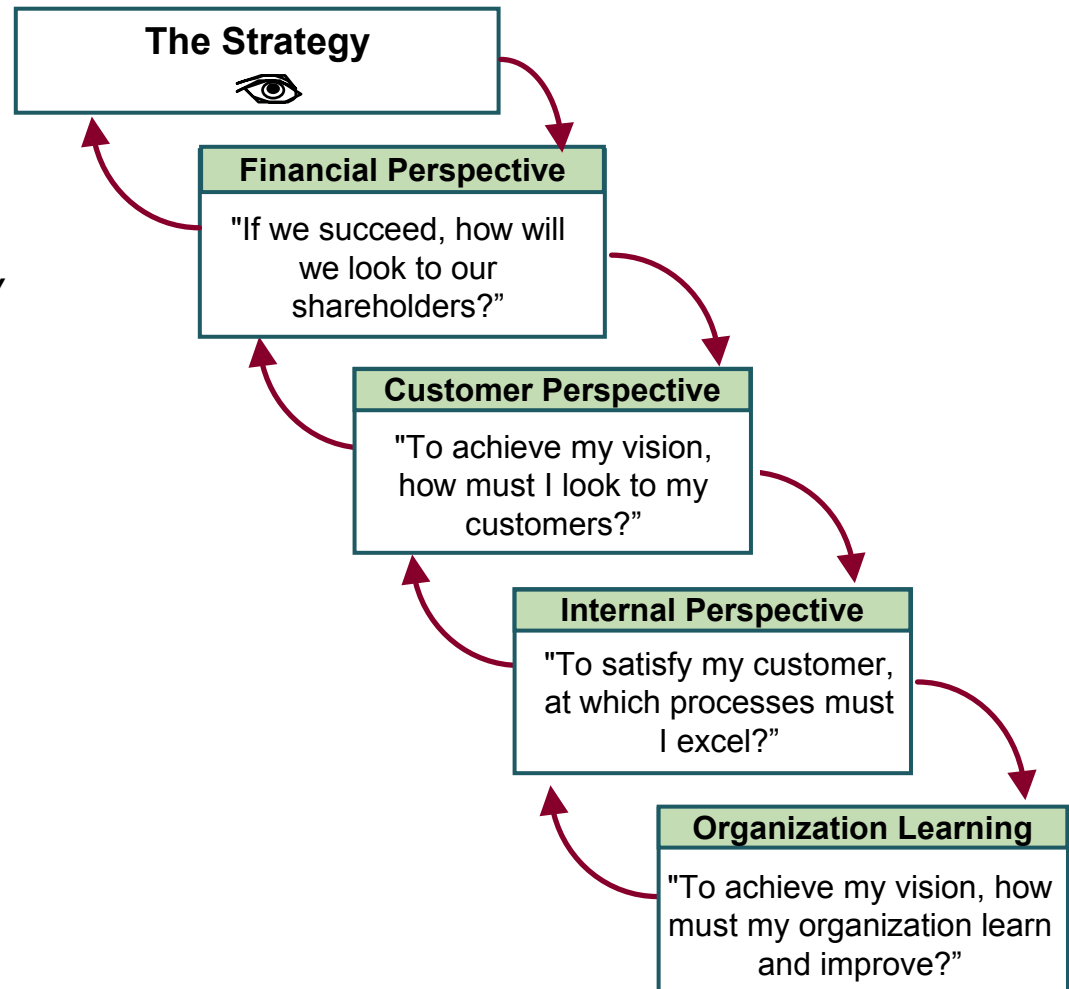 The Strategy
Financial Perspective
"If we succeed, how will
we look to our
shareholders?”
Customer Perspective
"To achieve my vision,
how must I look to my
customers?”
Internal Perspective
"To satisfy my customer,
at which processes must
I excel?”
Organization Learning
"To achieve my vision, how
must my organization learn
and improve?”